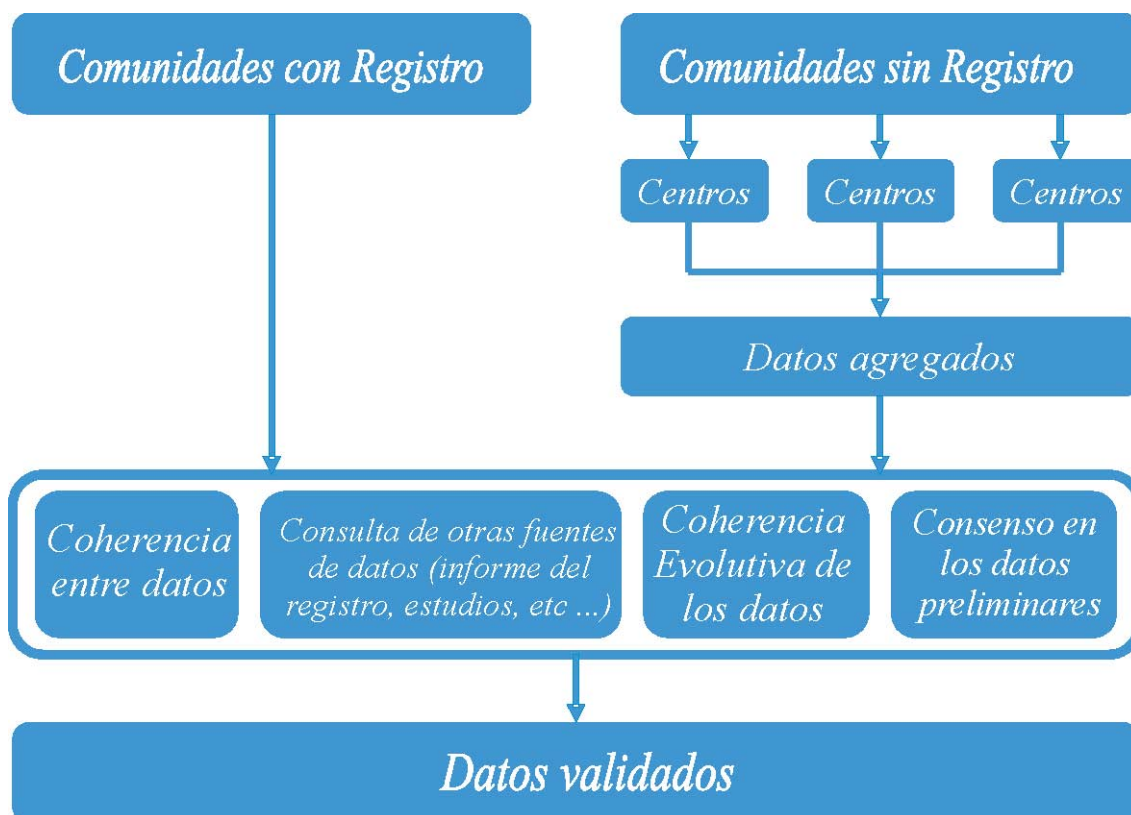 Comunidades con Registro
Comunidades sin Registro
Centros
Centros
Centros
Datos agregados
Coherencia
entre datos
Consulta de otras fuentes
de datos (informe del
registro, estudios, etc ...)
Coherencia
Evolutiva de
los datos
Consenso en
los datos
preliminares
Datos validados